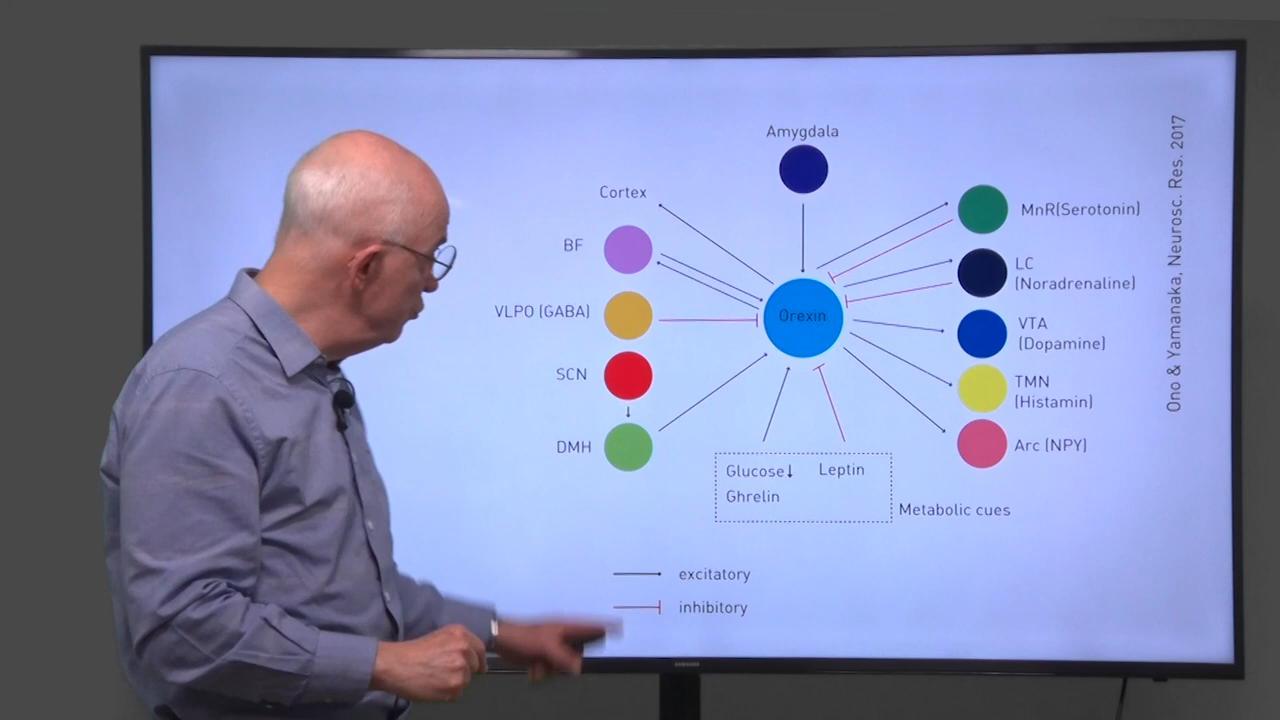 Amygdala
Cortex
BF
VLPO (GABA)
SCN
DMH
Orexin
MnR(Serotonin)
LC
(Noradrenaline)
VTA
(Dopamine)
TMN
(Histamin)
Arc (NPY)
Glucose↓ Leptin
Ghrelin
Metabolic cues
excitatory
inhibitory
Ono & Yamanaka, Neurosc. Res. 2017
SAMSUNG